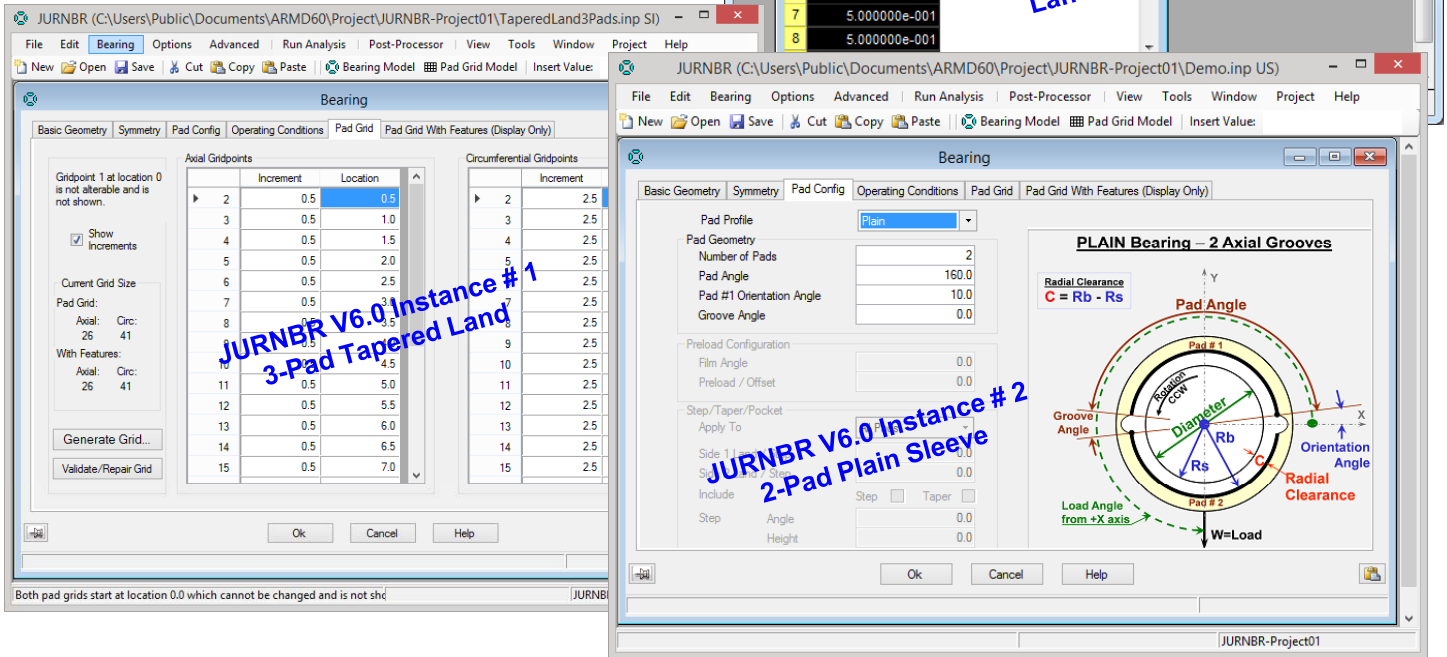 JURNBR (C:\Users\Public\Documents\ARMD60\Project\JURNBR-Project01\TaperedLand3Pads.inp SI)
File Edit Bearing Options Advanced Run Analysis Post-Processor View Tools Window Project Help
New Open Save Cut Copy Paste Bearing Model Pad Grid Model Insert Value:
Bearing
Basic Geometry Symmetry Pad Config Operating Conditions Pad Grid Pad Grid With Features (Display Only)
Gridpoint 1 at location 0
is not alterable and is
not shown.
Show
Increments
Current Grid Size
Pad Grid:
Axial: Circ:
26 41
With Features:
Axial: Circ:
26 41
Generate Grid...
Validate/Repair Grid
Axial Gridpoints
Increment Location
2 0.5 0.5
3 0.5 1.0
4 0.5 1.5
5 0.5 2.0
6 0.5 2.5
7 0.5 3.0
8 0.5 3.5
9 0.5
10 0.5 4.5
11 0.5 5.0
12 0.5 5.5
13 0.5 6.0
14 0.5 6.5
15 0.5 7.0
Circumferential Gridpoints
Increment
2 2.5
3 2.5
4 2.5
5 2.5
6 2.5
7 2.5
8 2.5
9 2.5
10 2.5
11 2.5
12 2.5
13 2.5
14 2.5
15 2.5
JURNBR V6.0 Instance # 1
3-Pad Tapered Land
Ok Cancel Help
Both pad grids start at location 0.0 which cannot be changed and is not sho
JURNBR
7 5.000000e-001
8 5.000000e-001
JURNBR (C:\Users\Public\Documents\ARMD60\Project\JURNBR-Project01\Demo.inp US)
File Edit Bearing Options Advanced Run Analysis Post-Processor View Tools Window Project Help
New Open Save Cut Copy Paste Bearing Model Pad Grid Model Insert Value:
Bearing
Basic Geometry Symmetry Pad Config Operating Conditions Pad Grid Pad Grid With Features (Display Only)
Pad Profile Plain
Pad Geometry
Number of Pads 2
Pad Angle 160.0
Pad #1 Orientation Angle 10.0
Groove Angle 0.0
Preload Configuration
Film Angle 0.0
Preload / Offset 0.0
Step/Taper/Pocket
Apply To
Side 1 Land 0.0
Land / Step 0.0
Include Step Taper
Step Angle 0.0
Height 0.0
JURNBR V6.0 Instance # 2
2-Pad Plain Sleeve
PLAIN Bearing – 2 Axial Grooves
Radial Clearance
C = Rb - Rs
Y
Pad Angle
Pad # 1
Rotation
CCW
Diameter
Groove
Angle
X
Rb
Rs
C
Orientation
Angle
Radial
Clearance
Load Angle
from +X axis
Pad # 2
W=Load
Ok Cancel Help
JURNBR-Project01